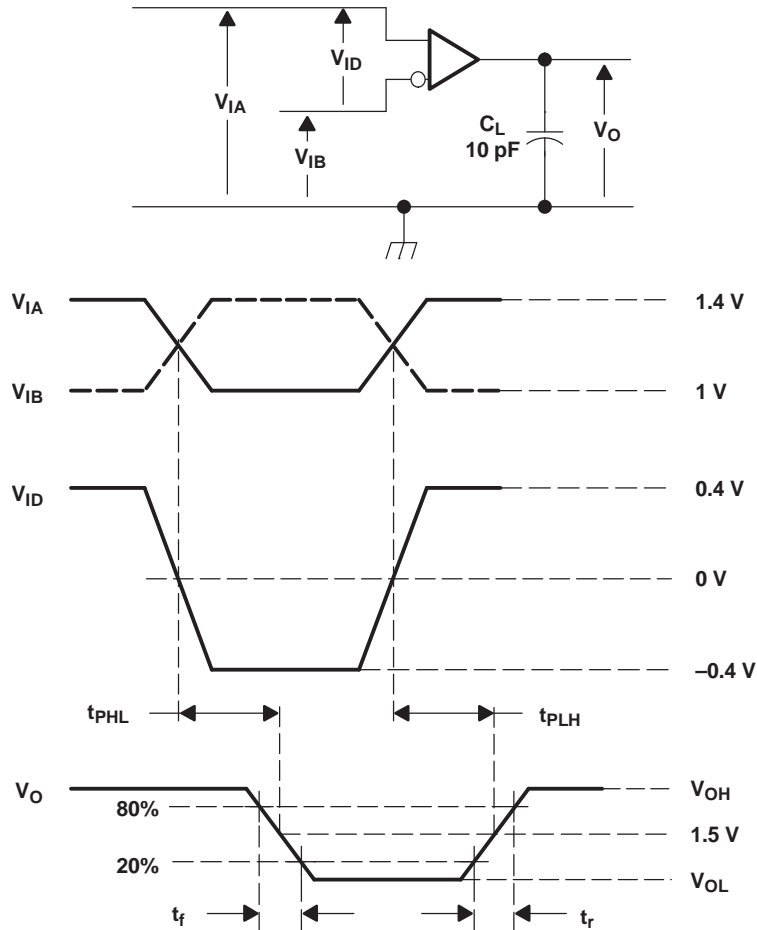 V_ID
V_IA
V_IB
C_L
10 pF
V_O
V_IA
1.4 V
V_IB
1 V
V_ID
0.4 V
0 V
–0.4 V
t_PHL
t_PLH
V_O
V_OH
80%
1.5 V
20%
V_OL
t_f
t_r